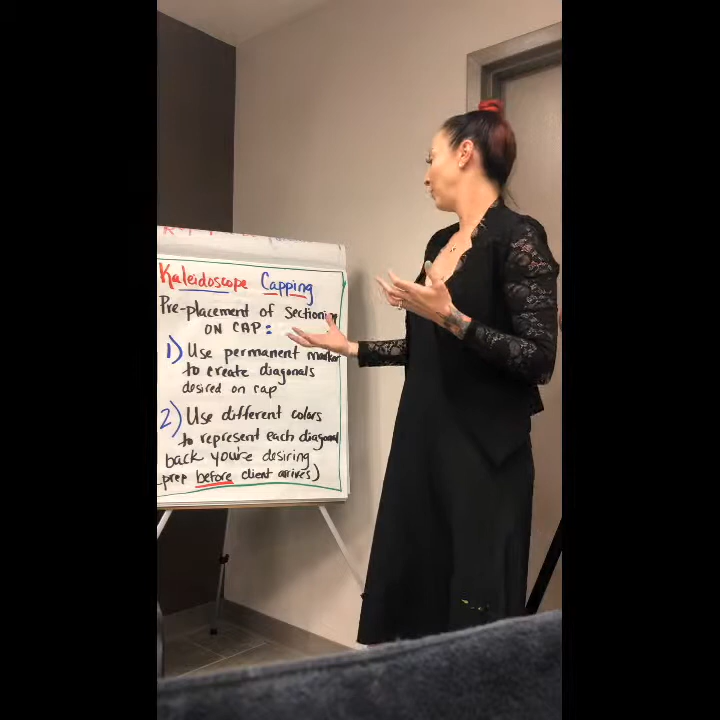 Kaleidoscope Capping
Pre-placement of Sectioning
ON CAP:
1) Use permanent marker
to create diagonals
desired on cap
2) Use different colors
to represent each diagonal
back you're desiring
prep before client arrives)